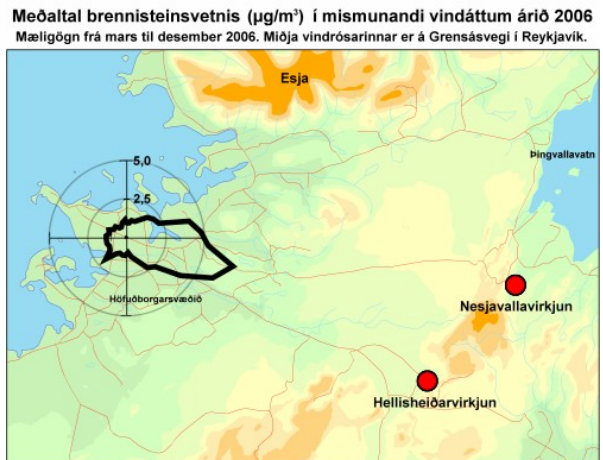 Meðaltal brennisteinsvetnis (µg/m³) í mismunandi vindáttum árið 2006
Mæligögn frá mars til desember 2006. Miðja vindrósarinnar er á Grensásvegi í Reykjavík.
Esja
Þingvallavatn
5,0
2,5
Höfuðborgarsvæðið
Nesjavallavirkjun
Hellisheiðarvirkjun